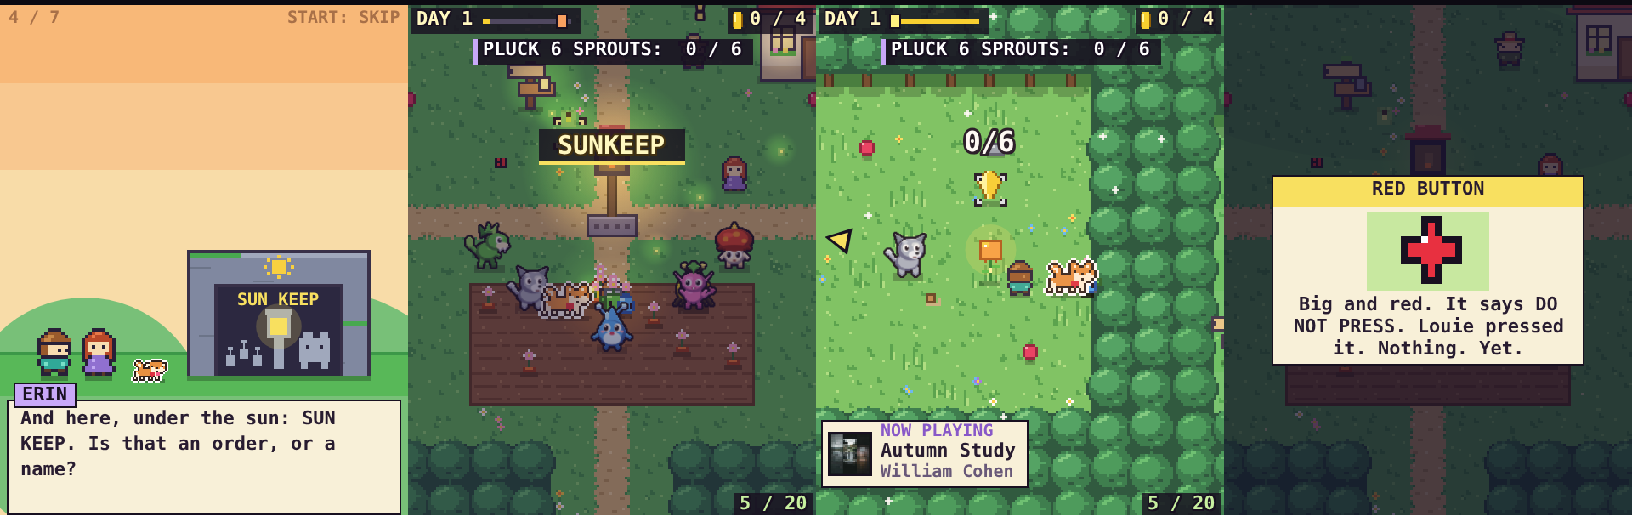 4 / 7
START: SKIP
SUN KEEP
ERIN
And here, under the sun: SUN
KEEP. Is that an order, or a
name?
DAY 1
0 / 4
PLUCK 6 SPROUTS: 0 / 6
SUNKEEP
5 / 20
DAY 1
0 / 4
PLUCK 6 SPROUTS: 0 / 6
0/6
NOW PLAYING
Autumn Study
William Cohen
5 / 20
RED BUTTON
Big and red. It says DO
NOT PRESS. Louie pressed
it. Nothing. Yet.